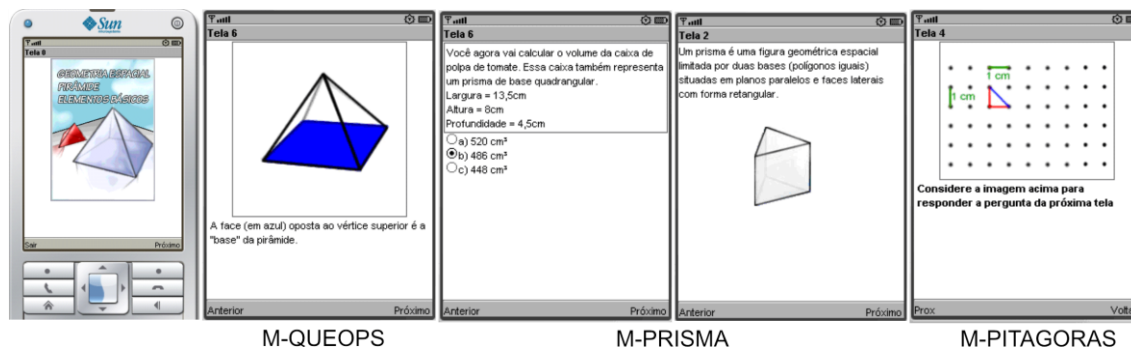 Sun
Tela 0
GEOMETRIA ESPACIAL
PIRÂMIDE
ELEMENTOS BÁSICOS
Sair
Próximo
Tela 6
A face (em azul) oposta ao vértice superior é a
"base" da pirâmide.
Anterior
Próximo
Tela 6
Você agora vai calcular o volume da caixa de
polpa de tomate. Essa caixa também representa
um prisma de base quadrangular.
Largura = 13,5cm
Altura = 8cm
Profundidade = 4,5cm
a) 520 cm³
b) 486 cm³
c) 448 cm³
Anterior
Próximo
Tela 2
Um prisma é uma figura geométrica espacial
limitada por duas bases (polígonos iguais)
situadas em planos paralelos e faces laterais
com forma retangular.
Anterior
Próximo
Tela 4
1 cm
1 cm
Considere a imagem acima para
responder a pergunta da próxima tela
Prox
Volt
M-QUEOPS
M-PRISMA
M-PITAGORAS